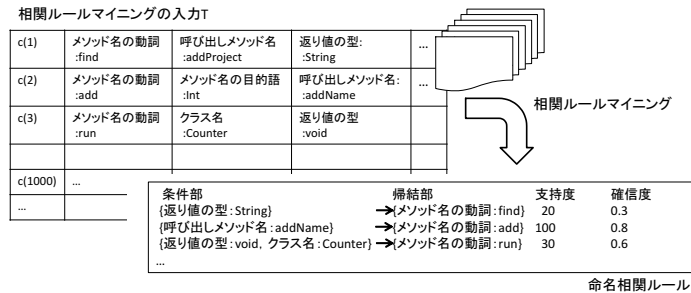 相関ルールマイニングの入力T
c(1) メソッド名の動詞 :find 呼び出しメソッド名 :addProject 返り値の型: :String ...
c(2) メソッド名の動詞 :add メソッド名の目的語 :Int 呼び出しメソッド名: :addName ...
c(3) メソッド名の動詞 :run クラス名 :Counter 返り値の型 :void
c(1000) ...
...
相関ルールマイニング
条件部 帰結部 支持度 確信度
{返り値の型:String} →{メソッド名の動詞:find} 20 0.3
{呼び出しメソッド名:addName} →{メソッド名の動詞:add} 100 0.8
{返り値の型:void, クラス名:Counter} →{メソッド名の動詞:run} 30 0.6
...
命名相関ルール